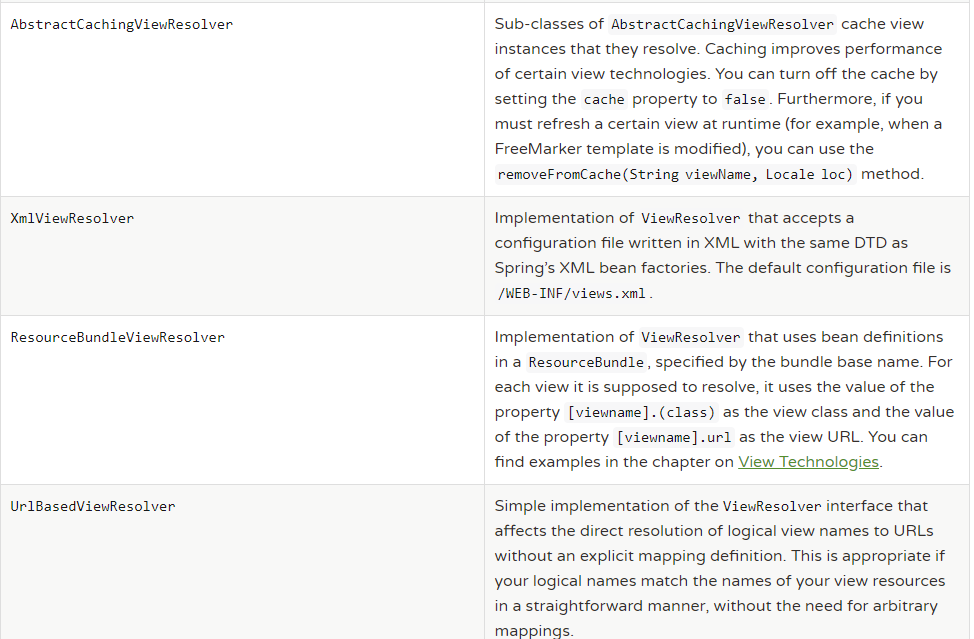 AbstractCachingViewResolver
Sub-classes of AbstractCachingViewResolver cache view
instances that they resolve. Caching improves performance
of certain view technologies. You can turn off the cache by
setting the cache property to false. Furthermore, if you
must refresh a certain view at runtime (for example, when a
FreeMarker template is modified), you can use the
removeFromCache(String viewName, Locale loc) method.
XmlViewResolver
Implementation of ViewResolver that accepts a
configuration file written in XML with the same DTD as
Spring’s XML bean factories. The default configuration file is
/WEB-INF/views.xml.
ResourceBundleViewResolver
Implementation of ViewResolver that uses bean definitions
in a ResourceBundle, specified by the bundle base name. For
each view it is supposed to resolve, it uses the value of the
property [viewname].(class) as the view class and the value
of the property [viewname].url as the view URL. You can
find examples in the chapter on View Technologies.
UrlBasedViewResolver
Simple implementation of the ViewResolver interface that
affects the direct resolution of logical view names to URLs
without an explicit mapping definition. This is appropriate if
your logical names match the names of your view resources
in a straightforward manner, without the need for arbitrary
mappings.